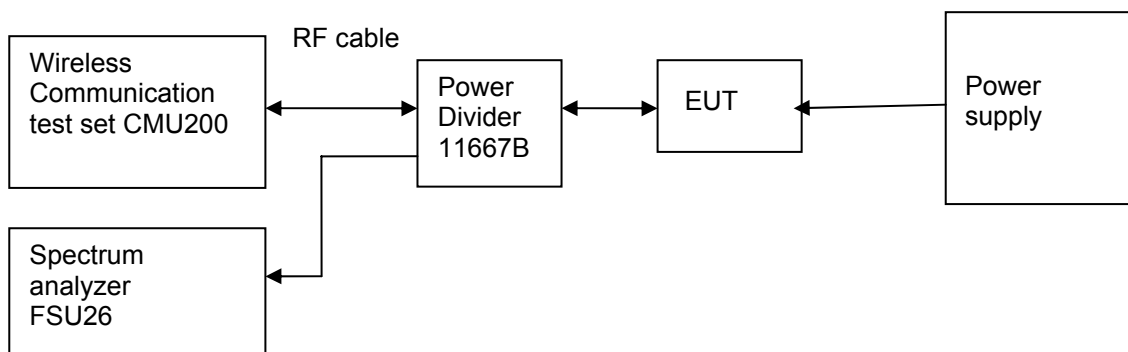 RF cable
Wireless
Communication
test set CMU200
Power
Divider
11667B
EUT
Power
supply
Spectrum
analyzer
FSU26